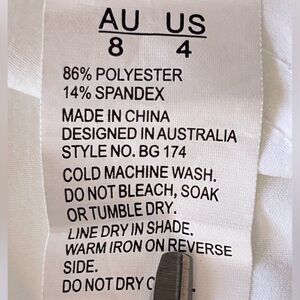 AU US
8 4
86% POLYESTER
14% SPANDEX
MADE IN CHINA
DESIGNED IN AUSTRALIA
STYLE NO. BG 174
COLD MACHINE WASH.
DO NOT BLEACH, SOAK
OR TUMBLE DRY.
LINE DRY IN SHADE.
WARM IRON ON REVERSE
SIDE.
DO NOT DRY